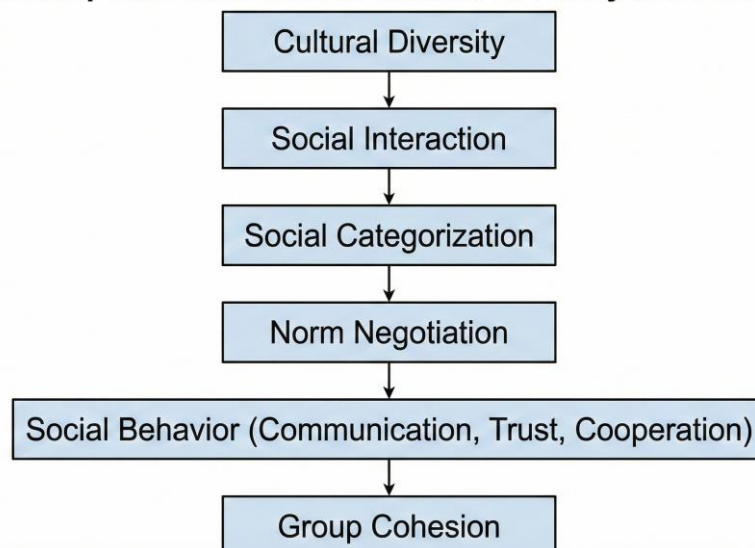 Cultural Diversity
Social Interaction
Social Categorization
Norm Negotiation
Social Behavior (Communication, Trust, Cooperation)
Group Cohesion